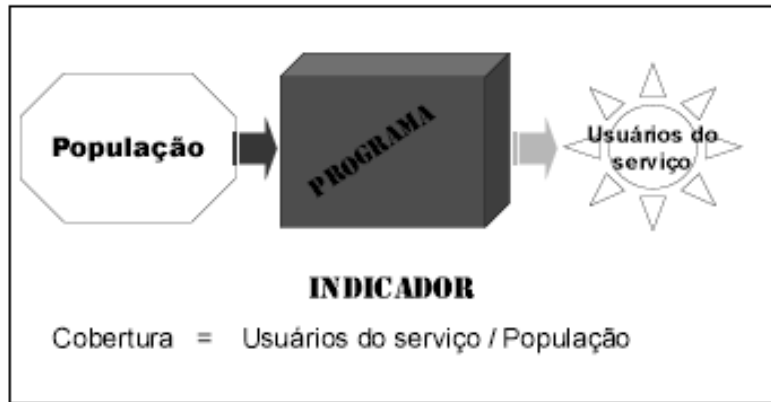 População
PROGRAMA
Usuários do
serviço
INDICADOR
Cobertura = Usuários do serviço / População